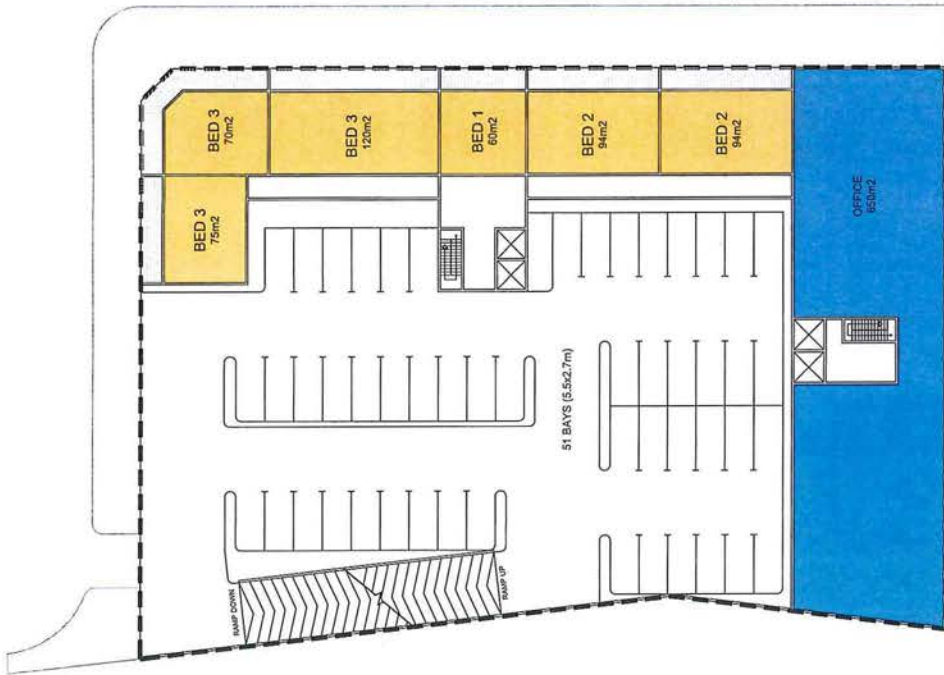 BED 3
70m2
BED 3
120m2
BED 1
60m2
BED 2
94m2
BED 2
94m2
OFFICE
650m2
BED 3
75m2
51 BAYS (5.5x2.7m)
RAMP DOWN
RAMP UP